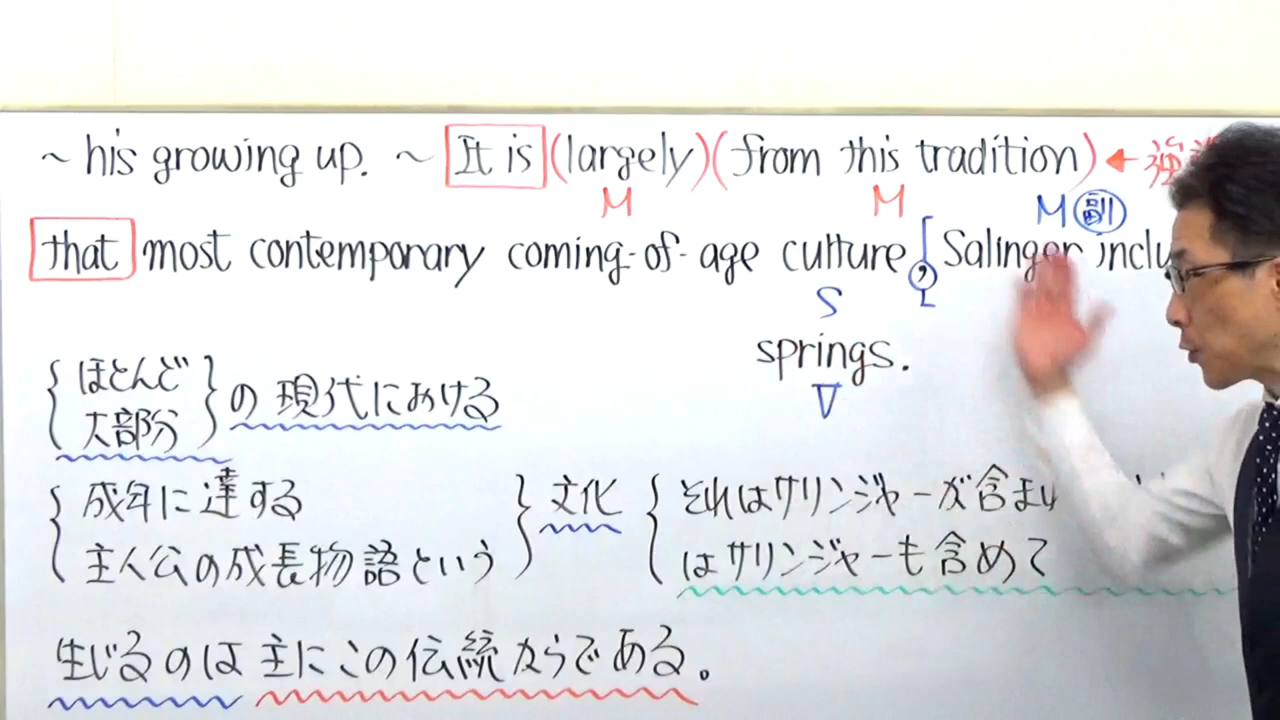 ~ his growing up. ~ It is (largely) (from this tradition) ← 強
M M M 副
that most contemporary coming-of-age culture, [Salinger inclu
S
springs.
V
{ほとんど 大部分}の現代における
{成年に達する 主人公の成長物語という}文化{それはサリンジャーが含まれ はサリンジャーも含めて
生じるのは主にこの伝統からである。